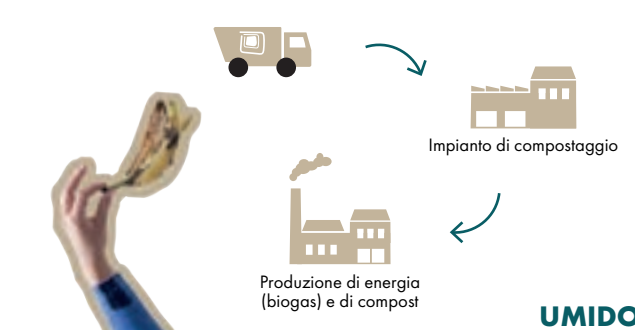 Impianto di compostaggio
Produzione di energia
(biogas) e di compost
UMIDO